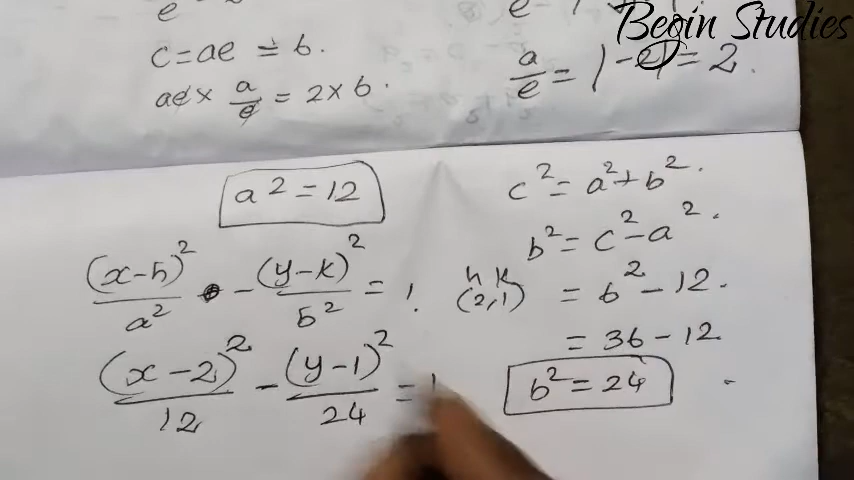 Begin Studies
c = ae = 6.
ae × a/e = 2 × 6.
a/e = |-2| = 2.
a² = 12
(x-h)²/a² - (y-k)²/b² = 1.
(x-2)²/12 - (y-1)²/24 = 1
c² = a² + b².
b² = c² - a².
h k
(2,1)
= 6² - 12.
= 36 - 12.
b² = 24